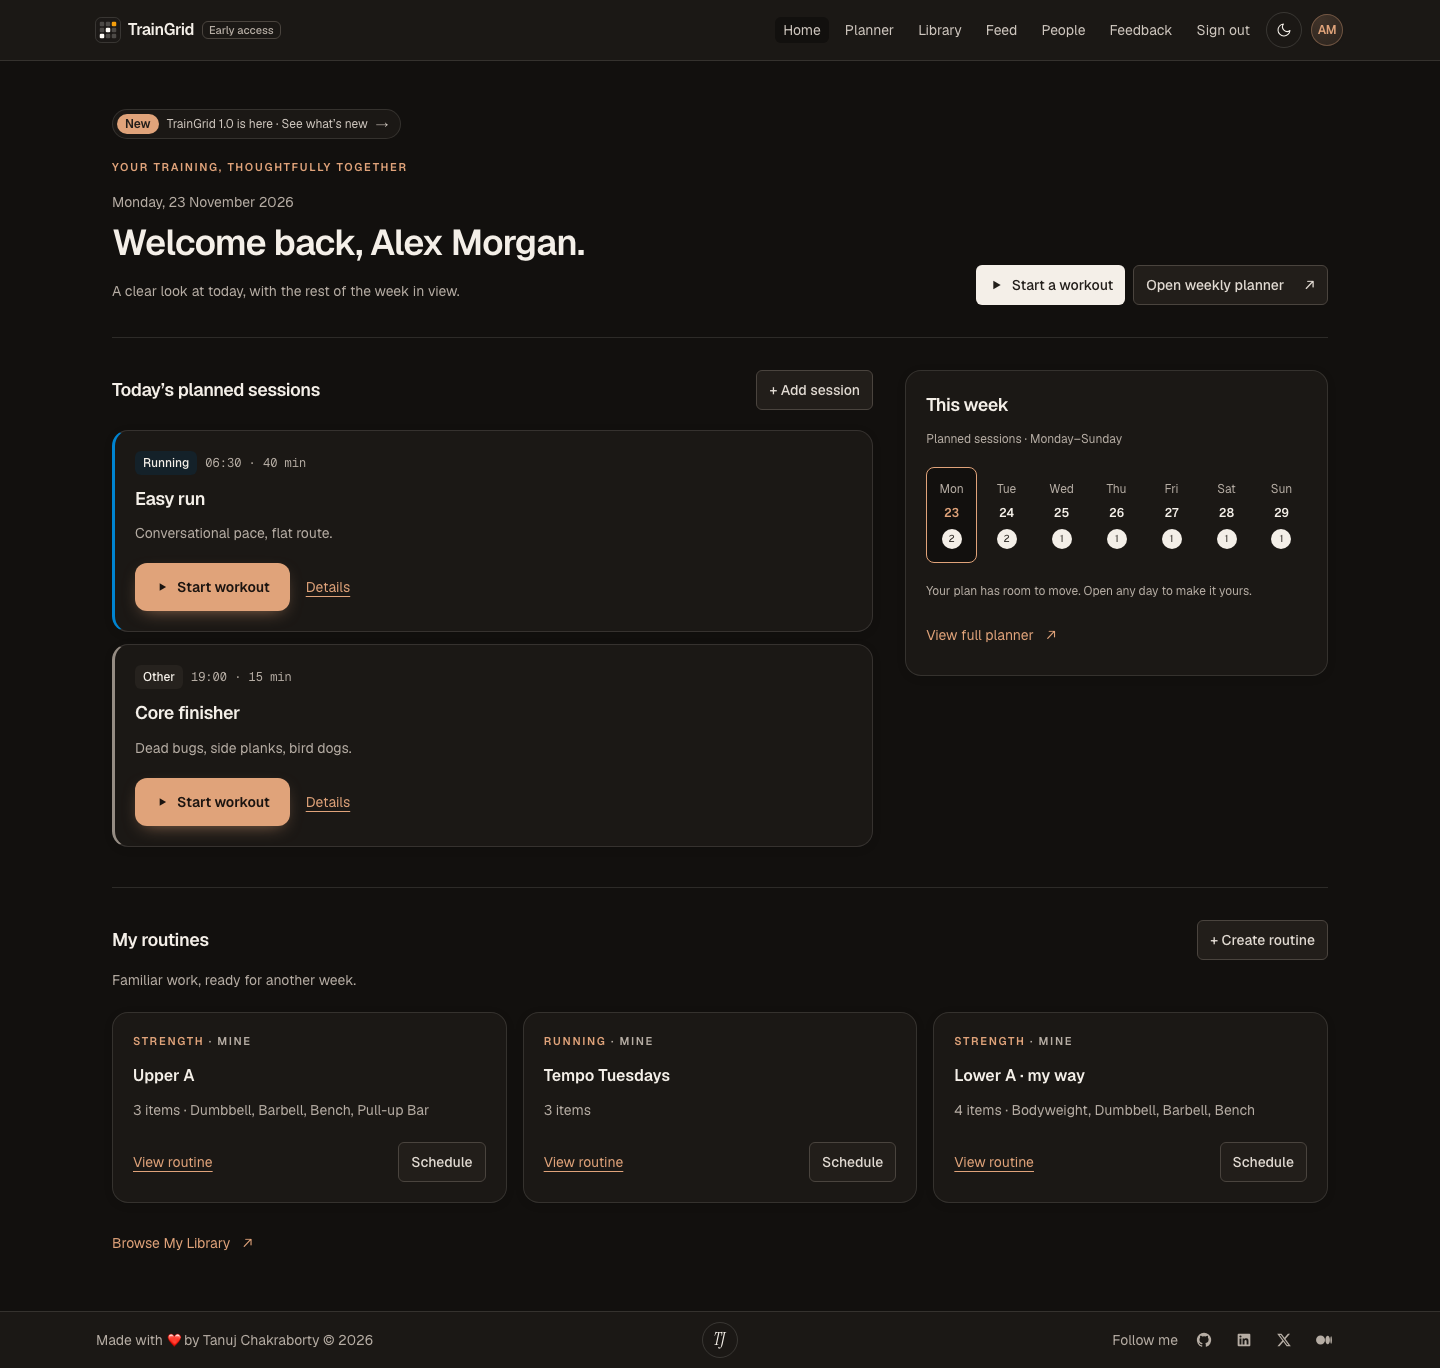 TrainGrid Early access
Home Planner Library Feed People Feedback Sign out AM
New TrainGrid 1.0 is here · See what's new →
YOUR TRAINING, THOUGHTFULLY TOGETHER
Monday, 23 November 2026
Welcome back, Alex Morgan.
A clear look at today, with the rest of the week in view.
Start a workout
Open weekly planner ↗
Today’s planned sessions
+ Add session
Running 06:30 · 40 min
Easy run
Conversational pace, flat route.
Start workout Details
Other 19:00 · 15 min
Core finisher
Dead bugs, side planks, bird dogs.
Start workout Details
This week
Planned sessions · Monday–Sunday
Mon Tue Wed Thu Fri Sat Sun
23 24 25 26 27 28 29
2 2 1 1 1 1 1
Your plan has room to move. Open any day to make it yours.
View full planner ↗
My routines
+ Create routine
Familiar work, ready for another week.
STRENGTH · MINE
Upper A
3 items · Dumbbell, Barbell, Bench, Pull-up Bar
View routine Schedule
RUNNING · MINE
Tempo Tuesdays
3 items
View routine Schedule
STRENGTH · MINE
Lower A · my way
4 items · Bodyweight, Dumbbell, Barbell, Bench
View routine Schedule
Browse My Library ↗
Made with ❤️ by Tanuj Chakraborty © 2026
TJ
Follow me